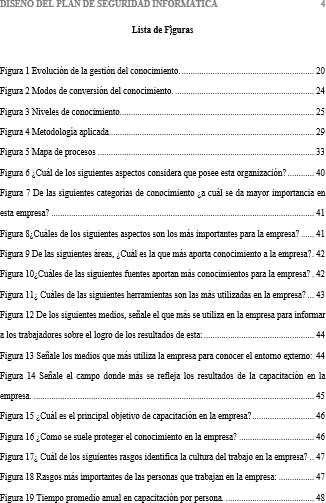 DISEÑO DEL PLAN DE SEGURIDAD INFORMÁTICA 4
Lista de Figuras
Figura 1 Evolución de la gestión del conocimiento. ........ 20
Figura 2 Modos de conversión del conocimiento. ........ 24
Figura 3 Niveles de conocimiento. ........ 25
Figura 4 Metodología aplicada. ........ 29
Figura 5 Mapa de procesos ........ 33
Figura 6 ¿Cuál de los siguientes aspectos considera que posee esta organización? ........ 40
Figura 7 De las siguientes categorías de conocimiento ¿a cuál se da mayor importancia en
esta empresa? ........ 41
Figura 8¿Cuáles de los siguientes aspectos son los más importantes para la empresa? ...... 41
Figura 9 De las siguientes áreas, ¿Cuál es la que más aporta conocimiento a la empresa?. 42
Figura 10¿Cuáles de las siguientes fuentes aportan más conocimientos para la empresa? . 42
Figura 11¿ Cuáles de las siguientes herramientas son las más utilizadas en la empresa? ... 43
Figura 12 De los siguientes medios, señale el que más se utiliza en la empresa para informar
a los trabajadores sobre el logro de los resultados de esta: ........ 44
Figura 13 Señale los medios que más utiliza la empresa para conocer el entorno externo: 44
Figura 14 Señale el campo donde más se refleja los resultados de la capacitación en la
empresa. ........ 45
Figura 15 ¿Cuál es el principal objetivo de capacitación en la empresa? ........ 46
Figura 16 ¿Como se suele proteger el conocimiento en la empresa? ........ 46
Figura 17¿ Cuál de los siguientes rasgos identifica la cultura del trabajo en la empresa? .. 47
Figura 18 Rasgos más importantes de las personas que trabajan en la empresa: ........ 47
Figura 19 Tiempo promedio anual en capacitación por persona. ........ 48